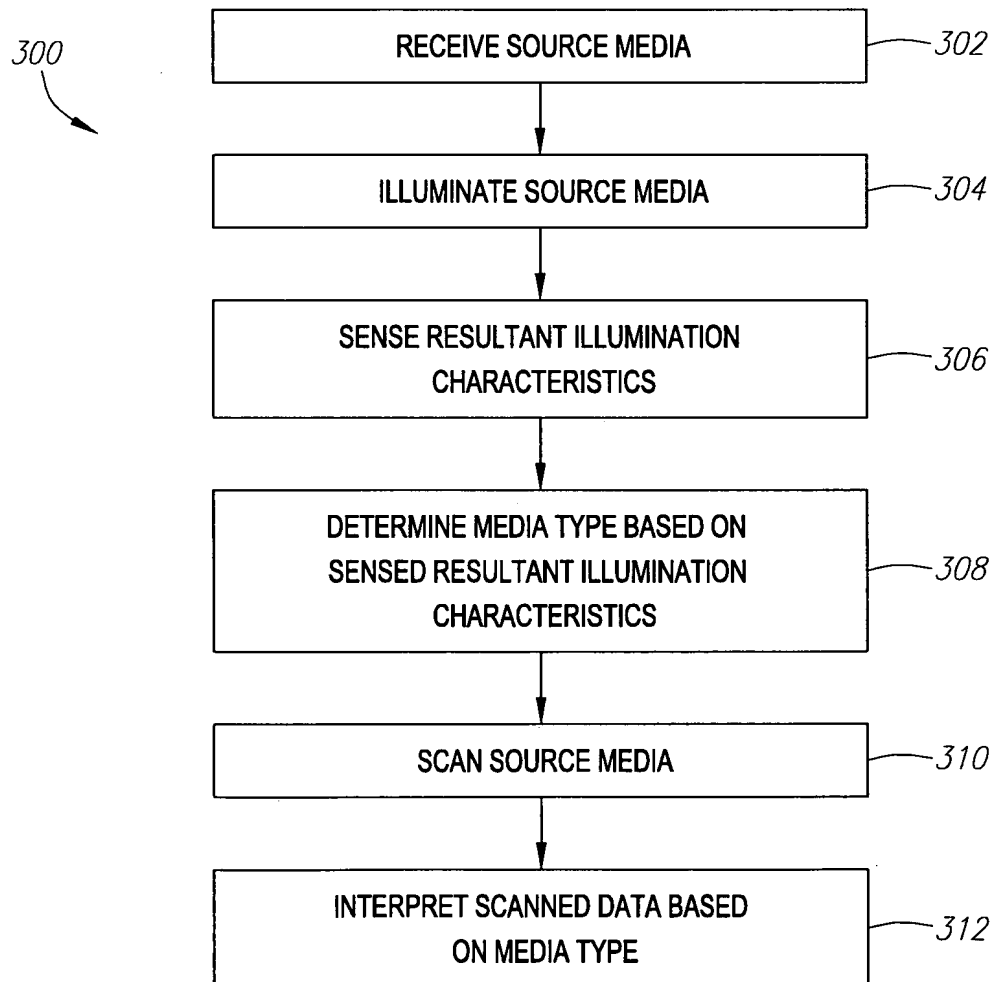 300
RECEIVE SOURCE MEDIA
302
ILLUMINATE SOURCE MEDIA
304
SENSE RESULTANT ILLUMINATION
CHARACTERISTICS
306
DETERMINE MEDIA TYPE BASED ON
SENSED RESULTANT ILLUMINATION
CHARACTERISTICS
308
SCAN SOURCE MEDIA
310
INTERPRET SCANNED DATA BASED
ON MEDIA TYPE
312